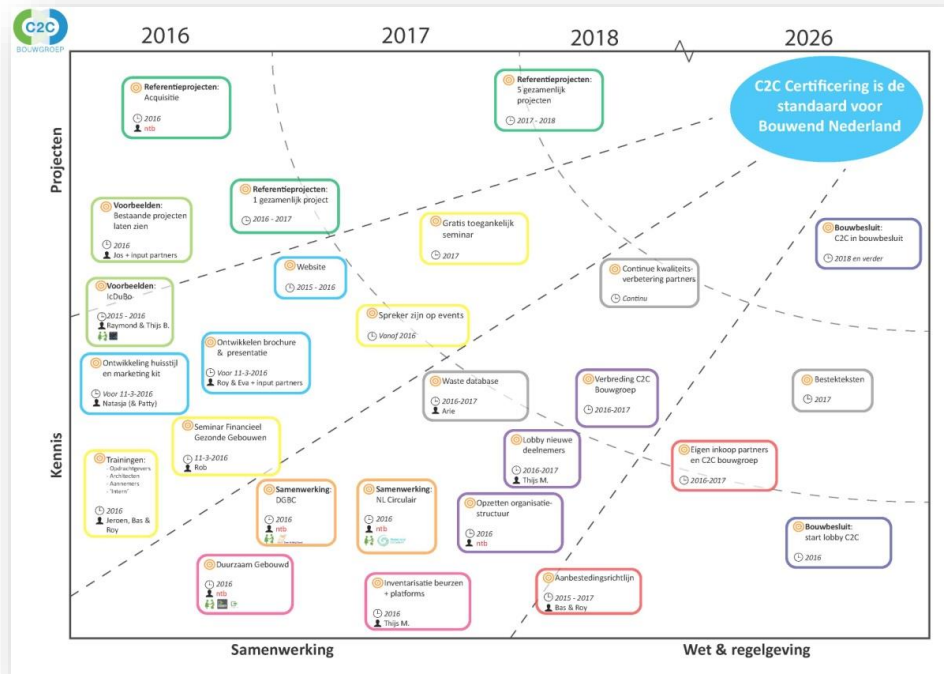 C2C
BOUWGROEP
2016
2017
2018
2026
Projecten
Kennis
Samenwerking
Wet & regelgeving
C2C Certificering is de
standaard voor
Bouwend Nederland
Referentieprojecten:
Acquisitie
2016
ntb
Referentieprojecten:
5 gezamenlijk
projecten
2017 - 2018
Referentieprojecten:
1 gezamenlijk project
2016 - 2017
Voorbeelden:
Bestaande projecten
laten zien
2016
Jos + input partners
Gratis toegankelijk
seminar
2017
Bouwbesluit:
C2C in bouwbesluit
2018 en verder
Website
2015 - 2016
Continue kwaliteits-
verbetering partners
Continu
Voorbeelden:
IcDuBo
2015 - 2016
Raymond & Thijs B.
Spreker zijn op events
Vanaf 2016
Ontwikkelen brochure
& presentatie
Voor 11-3-2016
Roy & Eva + input partners
Ontwikkeling huisstijl
en marketing kit
Voor 11-3-2016
Natasja (& Patty)
Waste database
2016-2017
Arie
Verbreding C2C
Bouwgroep
2016-2017
Bestekteksten
2017
Seminar Financieel
Gezonde Gebouwen
11-3-2016
Rob
Lobby nieuwe
deelnemers
2016-2017
Thijs M.
Eigen inkoop partners
en C2C bouwgroep
2016-2017
Trainingen:
- Opdrachtgevers
- Architecten
- Aannemers
- "Intern"
2016
Jeroen, Bas &
Roy
Samenwerking:
DGBC
2016
ntb
Samenwerking:
NL Circulair
2016
ntb
Opzetten organisatie-
structuur
2016
ntb
Bouwbesluit:
start lobby C2C
2016
Duurzaam Gebouwd
2016
ntb
Inventarisatie beurzen
+ platforms
2016
Thijs M.
Aanbestedingsrichtlijn
2015 - 2017
Bas & Roy